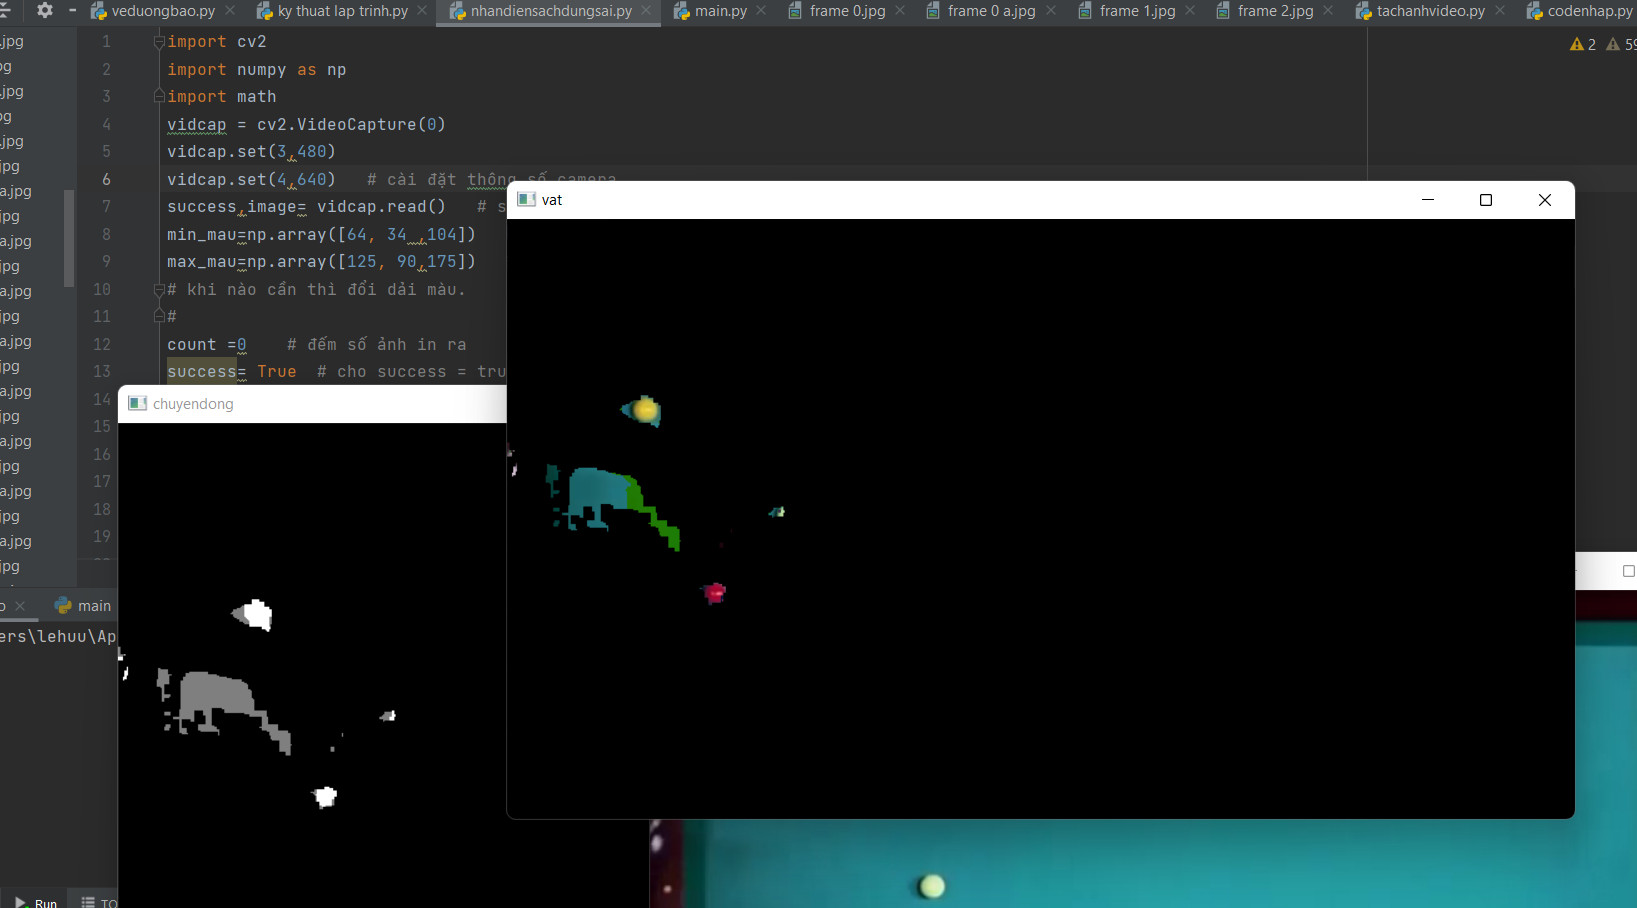 veduongbao.py
ky thuat lap trinh.py
nhandiensachdungsai.py
main.py
frame 0.jpg
frame 0 a.jpg
frame 1.jpg
frame 2.jpg
tachanhvideo.py
codenhap.py
.jpg
pg
.jpg
pg
.jpg
jpg
a.jpg
jpg
a.jpg
jpg
a.jpg
jpg
a.jpg
jpg
a.jpg
jpg
a.jpg
jpg
a.jpg
jpg
a.jpg
jpg
2
59
1 import cv2
2 import numpy as np
3 import math
4 vidcap = cv2.VideoCapture(0)
5 vidcap.set(3,480)
6 vidcap.set(4,640)   # cài đặt thông số camera
7 success,image= vidcap.read()   # s
8 min_mau=np.array([64, 34 ,104])
9 max_mau=np.array([125, 90,175])
10 # khi nào cần thì đổi dải màu.
11 #
12 count =0    # đếm số ảnh in ra
13 success= True  # cho success = tru
14
15
16
17
18
19
vat
chuyendong
o
main
ers\lehuu\Ap
Run
TO